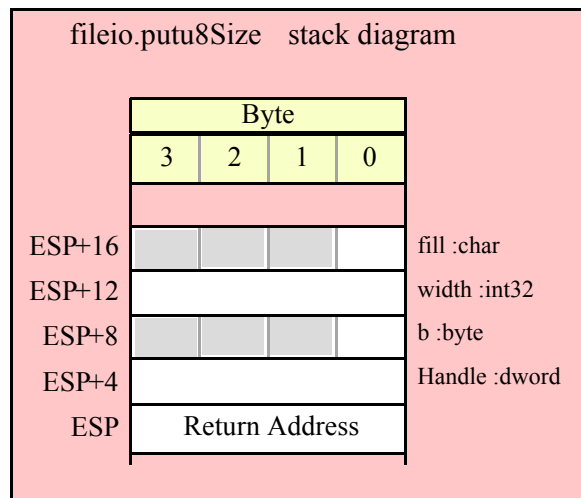 fileio.putu8Size stack diagram
Byte
3 2 1 0
ESP+16 fill :char
ESP+12 width :int32
ESP+8 b :byte
ESP+4 Handle :dword
ESP Return Address